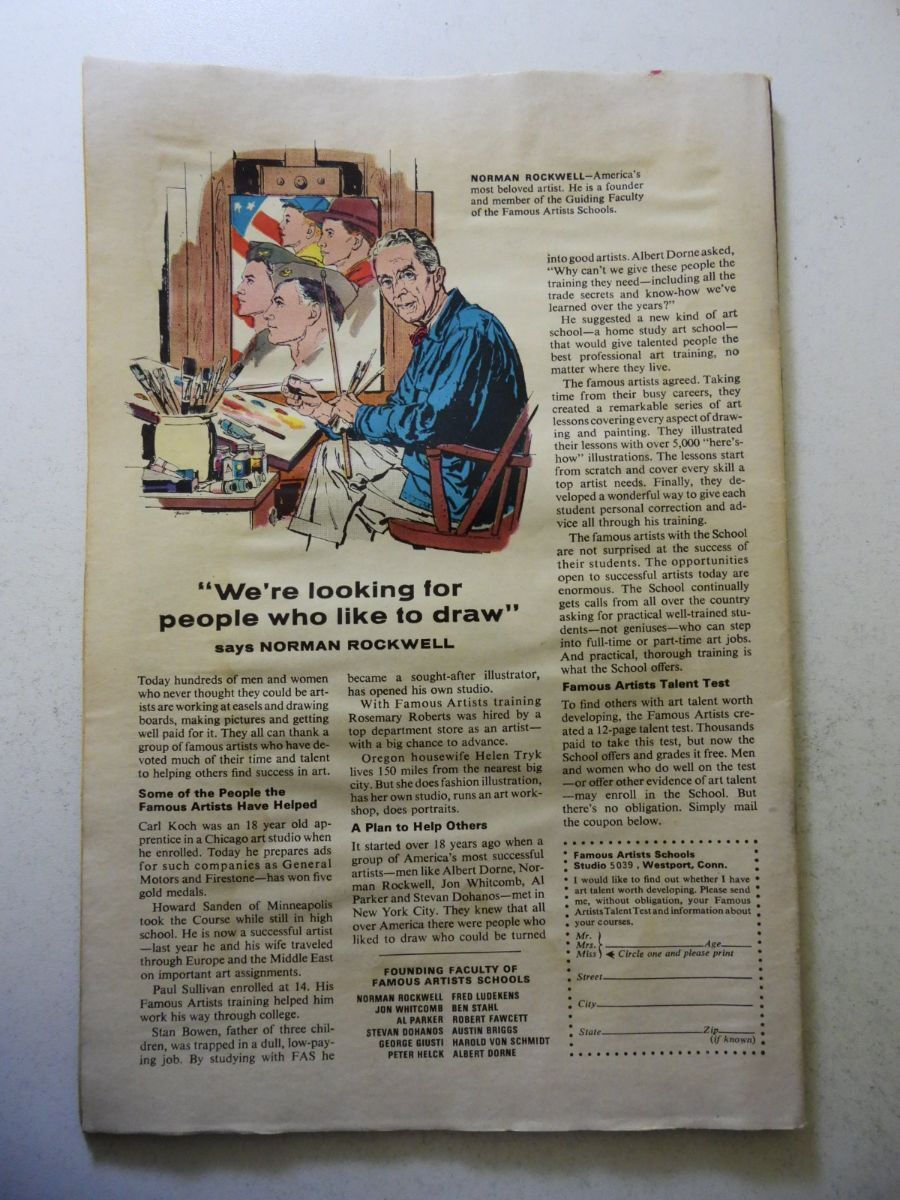 NORMAN ROCKWELL—America's
most beloved artist. He is a founder
and member of the Guiding Faculty
of the Famous Artists Schools.
"We're looking for
people who like to draw"
says NORMAN ROCKWELL
Today hundreds of men and women
who never thought they could be art-
ists are working at easels and drawing
boards, making pictures and getting
well paid for it. They all can thank a
group of famous artists who have de-
voted much of their time and talent
to helping others find success in art.
Some of the People the
Famous Artists Have Helped
Carl Koch was an 18 year old ap-
prentice in a Chicago art studio when
he enrolled. Today he prepares ads
for such companies as General
Motors and Firestone—has won five
gold medals.
Howard Sanden of Minneapolis
took the Course while still in high
school. He is now a successful artist
—last year he and his wife traveled
through Europe and the Middle East
on important art assignments.
Paul Sullivan enrolled at 14. His
Famous Artists training helped him
work his way through college.
Stan Bowen, father of three chil-
dren, was trapped in a dull, low-pay-
ing job. By studying with FAS he
became a sought-after illustrator,
has opened his own studio.
With Famous Artists training
Rosemary Roberts was hired by a
top department store as an artist—
with a big chance to advance.
Oregon housewife Helen Tryk
lives 150 miles from the nearest big
city. But she does fashion illustration,
has her own studio, runs an art work-
shop, does portraits.
A Plan to Help Others
It started over 18 years ago when a
group of America's most successful
artists—men like Albert Dorne, Nor-
man Rockwell, Jon Whitcomb, Al
Parker and Stevan Dohanos—met in
New York City. They knew that all
over America there were people who
liked to draw who could be turned
into good artists. Albert Dorne asked,
"Why can't we give these people the
training they need—including all the
trade secrets and know-how we've
learned over the years?"
He suggested a new kind of art
school—a home study art school—
that would give talented people the
best professional art training, no
matter where they live.
The famous artists agreed. Taking
time from their busy careers, they
created a remarkable series of art
lessons covering every aspect of draw-
ing and painting. They illustrated
their lessons with over 5,000 "here's-
how" illustrations. The lessons start
from scratch and cover every skill a
top artist needs. Finally, they de-
veloped a wonderful way to give each
student personal correction and ad-
vice all through his training.
The famous artists with the School
are not surprised at the success of
their students. The opportunities
open to successful artists today are
enormous. The School continually
gets calls from all over the country
asking for practical well-trained stu-
dents—not geniuses—who can step
into full-time or part-time art jobs.
And practical, thorough training is
what the School offers.
Famous Artists Talent Test
To find others with art talent worth
developing, the Famous Artists cre-
ated a 12-page talent test. Thousands
paid to take this test, but now the
School offers and grades it free. Men
and women who do well on the test
—or offer other evidence of art talent
—may enroll in the School. But
there's no obligation. Simply mail
the coupon below.
FOUNDING FACULTY OF
FAMOUS ARTISTS SCHOOLS
NORMAN ROCKWELL FRED LUDEKENS
JON WHITCOMB BEN STAHL
AL PARKER ROBERT FAWCETT
STEVAN DOHANOS AUSTIN BRIGGS
GEORGE GIUSTI HAROLD VON SCHMIDT
PETER HELCK ALBERT DORNE
Famous Artists Schools
Studio 5039, Westport, Conn.
I would like to find out whether I have
art talent worth developing. Please send
me, without obligation, your Famous
Artists Talent Test and information about
your courses.
Mr.
Mrs. Age
Miss Circle one and please print
Street
City
State Zip
(if known)